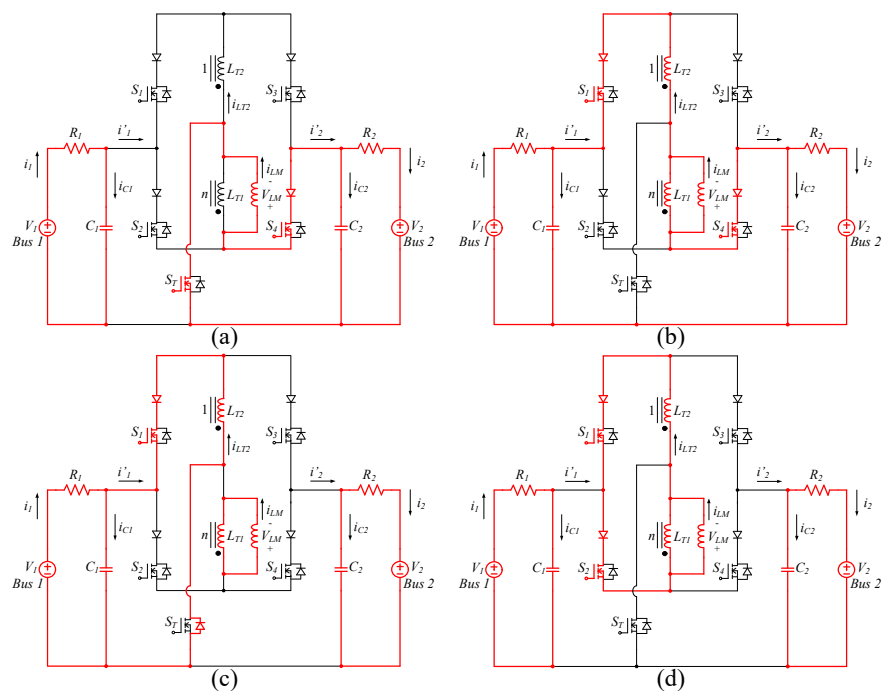 1 L_T2
S_1 S_3
i_LT2
R_1 i'_1 i'_2 R_2
i_1 i_C1 i_LM i_C2 i_2
-
V_1 C_1 n L_T1 V_LM C_2 V_2
+
Bus 1 S_2 S_4 Bus 2
S_T
(a)
1 L_T2
S_1 S_3
i_LT2
R_1 i'_1 i'_2 R_2
i_1 i_C1 i_LM i_C2 i_2
-
V_1 C_1 n L_T1 V_LM C_2 V_2
+
Bus 1 S_2 S_4 Bus 2
S_T
(b)
1 L_T2
S_1 S_3
i_LT2
R_1 i'_1 i'_2 R_2
i_1 i_C1 i_LM i_C2 i_2
-
V_1 C_1 n L_T1 V_LM C_2 V_2
+
Bus 1 S_2 S_4 Bus 2
S_T
(c)
1 L_T2
S_1 S_3
i_LT2
R_1 i'_1 i'_2 R_2
i_1 i_C1 i_LM i_C2 i_2
-
V_1 C_1 n L_T1 V_LM C_2 V_2
+
Bus 1 S_2 S_4 Bus 2
S_T
(d)